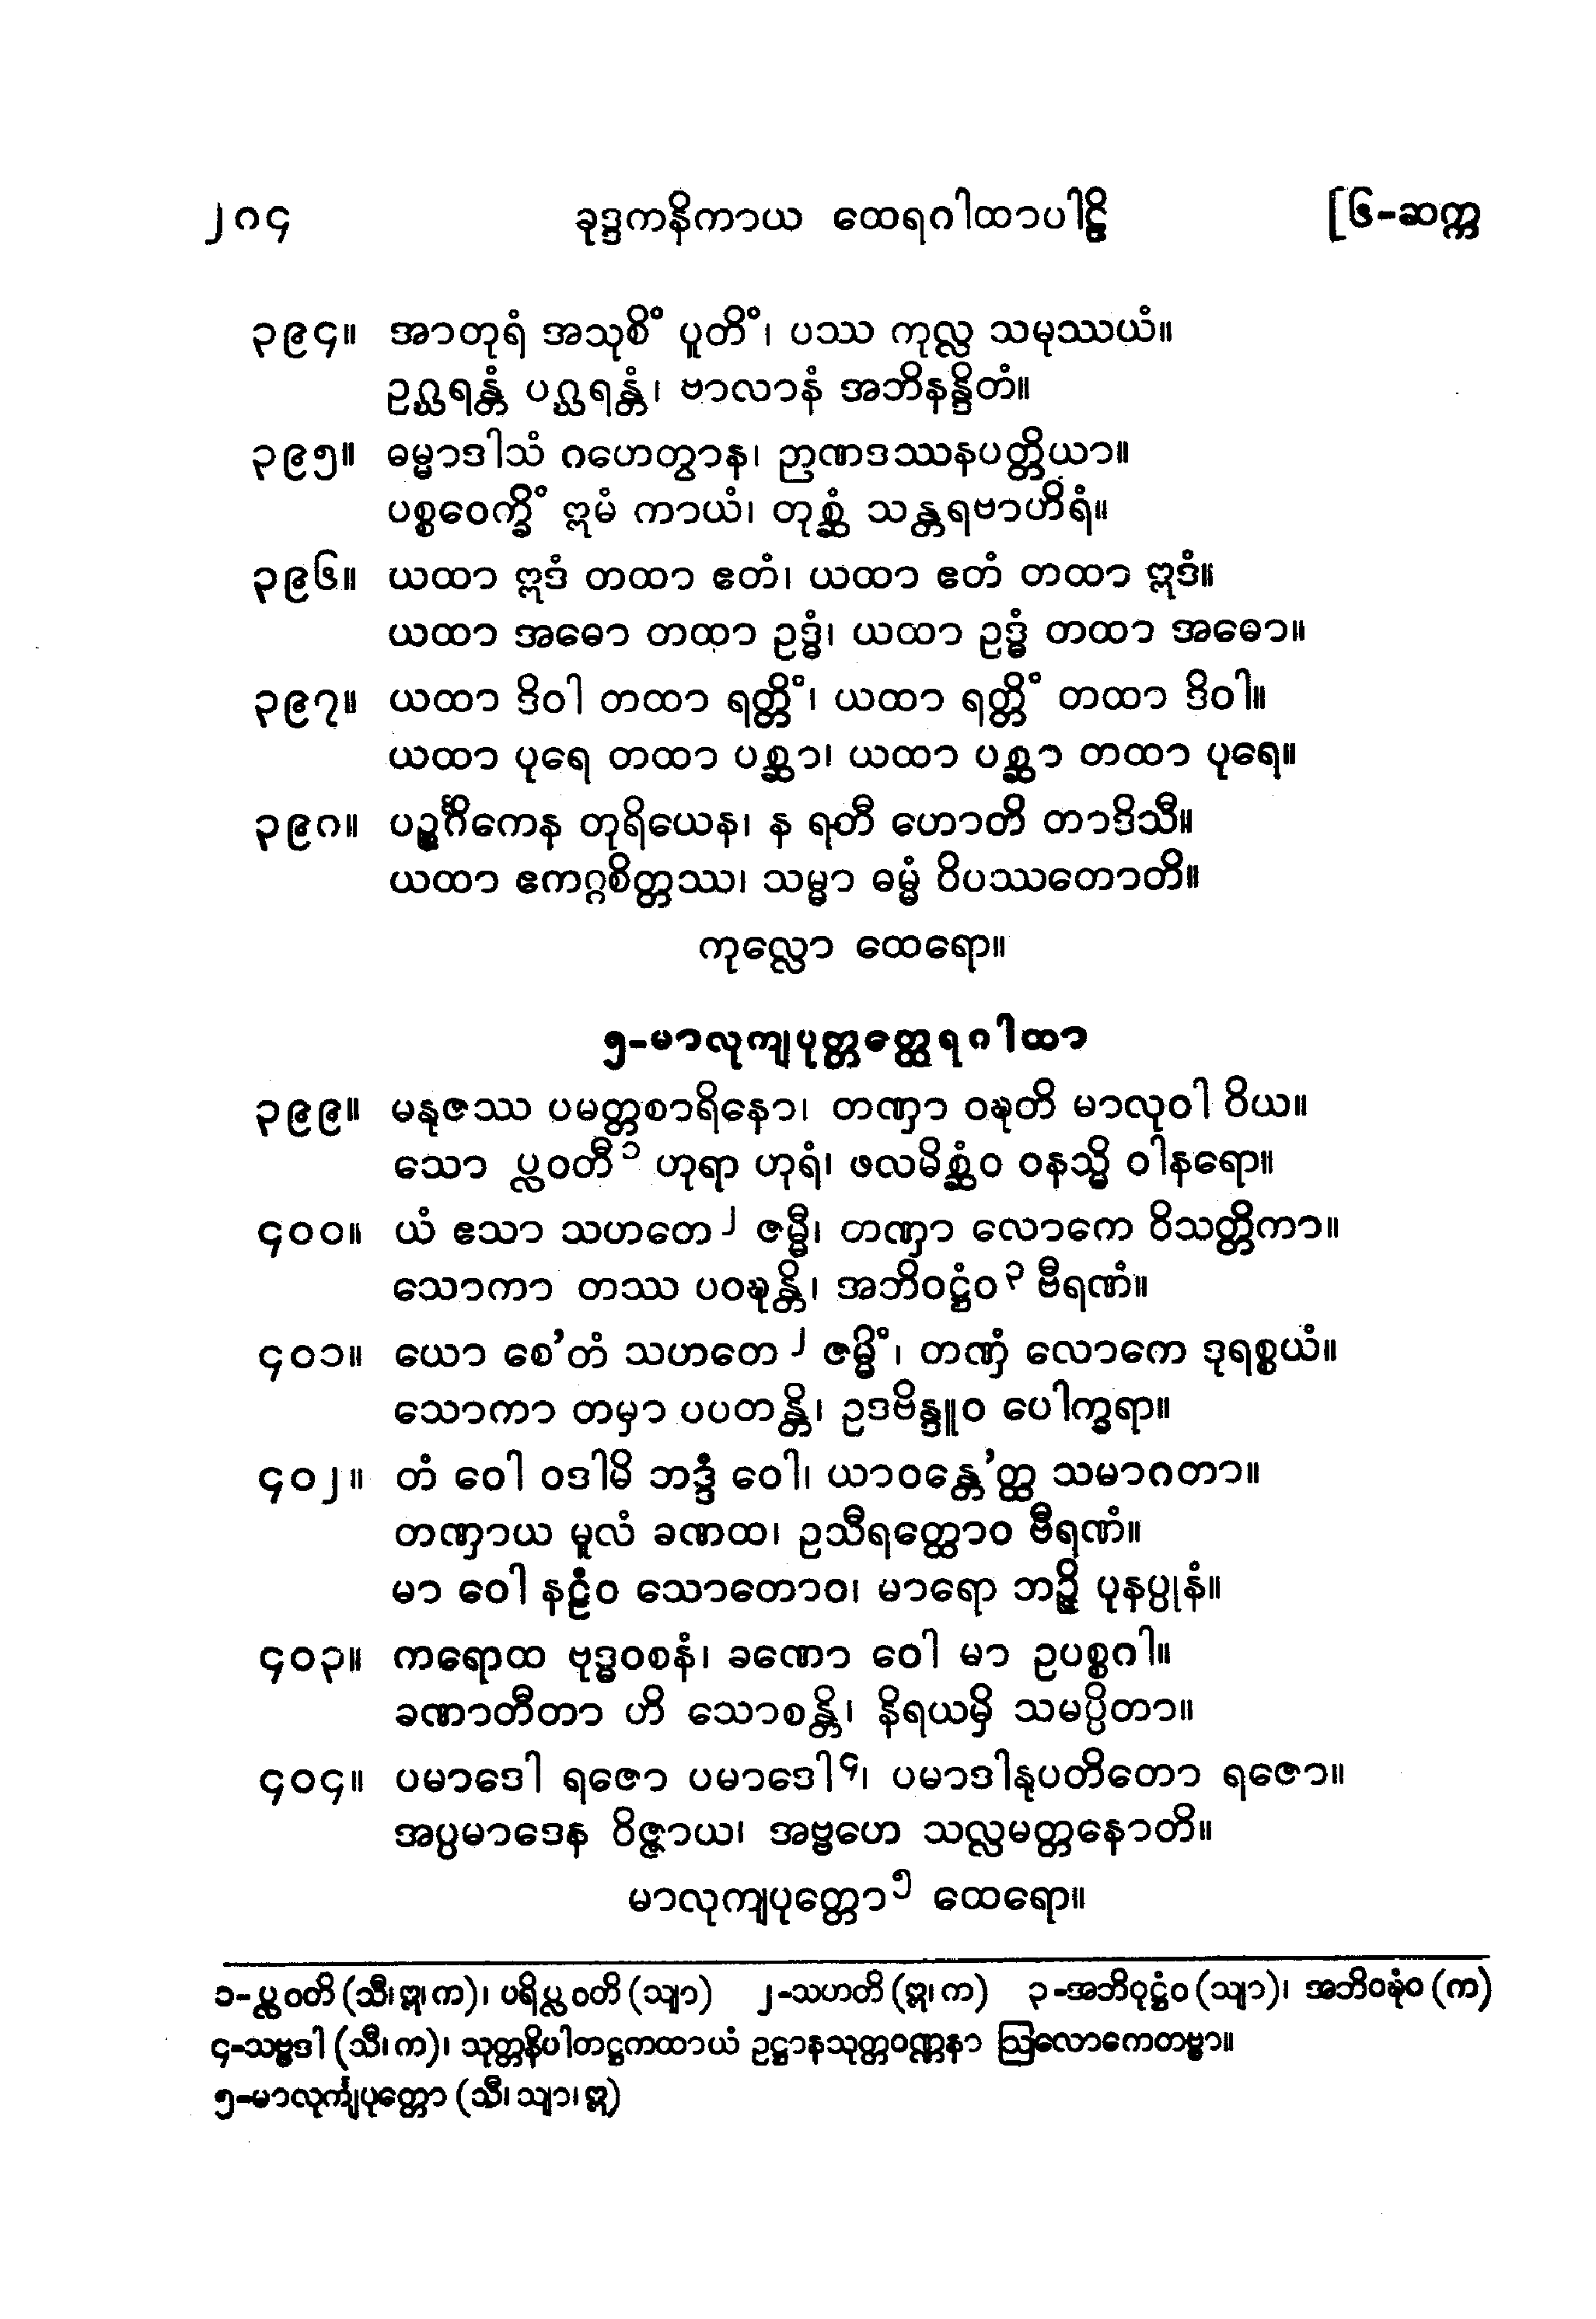 ၂၈၄ ခုဒ္ဒကနိကာယ ထေရဂါထာပါဠိ [၆-ဆက္က
၃၉၄။ အာတုရံ အသုစိံ ပူတိံ၊ ပဿ ကုလ္လ သမုဿယံ။
ဥဂ္ဃရန္တံ ပဂ္ဃရန္တံ၊ ဗာလာနံ အဘိနန္ဒိတံ။
၃၉၅။ ဓမ္မာဒါသံ ဂဟေတွာန၊ ဉာဏဒဿနပတ္တိယာ။
ပစ္စဝေက္ခိံ ဣမံ ကာယံ၊ တုစ္ဆံ သန္တရဗာဟိရံ။
၃၉၆။ ယထာ ဣဒံ တထာ ဧတံ၊ ယထာ ဧတံ တထာ ဣဒံ။
ယထာ အဓော တထာ ဥဒ္ဓံ၊ ယထာ ဥဒ္ဓံ တထာ အဓော။
၃၉၇။ ယထာ ဒိဝါ တထာ ရတ္တိံ၊ ယထာ ရတ္တိံ တထာ ဒိဝါ။
ယထာ ပုရေ တထာ ပစ္ဆာ၊ ယထာ ပစ္ဆာ တထာ ပုရေ။
၃၉၈။ ပဉ္စင်္ဂိကေန တုရိယေန၊ န ရတီ ဟောတိ တာဒိသီ။
ယထာ ဧကဂ္ဂစိတ္တဿ၊ သမ္မာ ဓမ္မံ ဝိပဿတောတိ။
ကုလ္လော ထေရော။
၅-မာလုကျပုတ္တတ္ထေရဂါထာ
၃၉၉။ မနုဇဿ ပမတ္တစာရိနော၊ တဏှာ ဝဍ္ဎတိ မာလုဝါ ဝိယ။
သော ပ္လဝတီ ၁ ဟုရာ ဟုရံ၊ ဖလမိစ္ဆံဝ ဝနသ္မိ ဝါနရော။
၄၀၀။ ယံ ဧသာ သဟတေ ၂ ဇမ္မီ၊ တဏှာ လောကေ ဝိသတ္တိကာ။
သောကာ တဿ ပဝဍ္ဎန္တိ၊ အဘိဝဋ္ဌံဝ ၃ ဗီရဏံ။
၄၀၁။ ယော စေ’တံ သဟတေ ၂ ဇမ္မိံ၊ တဏှံ လောကေ ဒုရစ္စယံ။
သောကာ တမှာ ပပတန္တိ၊ ဥဒဗိန္ဒူဝ ပေါက္ခရာ။
၄၀၂။ တံ ဝေါ ဝဒါမိ ဘဒ္ဒံ ဝေါ၊ ယာဝန္တေ’တ္ထ သမာဂတာ။
တဏှာယ မူလံ ခဏထ၊ ဥသီရတ္ထောဝ ဗီရဏံ။
မာ ဝေါ နဠံဝ သောတောဝ၊ မာရော ဘဉ္ဇိ ပုနပ္ပုနံ။
၄၀၃။ ကရောထ ဗုဒ္ဓဝစနံ၊ ခဏော ဝေါ မာ ဥပစ္စဂါ။
ခဏာတီတာ ဟိ သောစန္တိ၊ နိရယမှိ သမပ္ပိတာ။
၄၀၄။ ပမာဒေါ ရဇော ပမာဒေါ ၄၊ ပမာဒါနုပတိတော ရဇော။
အပ္ပမာဒေန ဝိဇ္ဇာယ၊ အဗ္ဗဟေ သလ္လမတ္တနောတိ။
မာလုကျပုတ္တော ၅ ထေရော။
၁-ပ္လဝတိ (သီ၊ ဣ၊ က)၊ ပရိပ္လဝတိ (သျာ) ၂-သဟတိ (ဣ၊ က) ၃-အဘိဝုဋ္ဌံဝ (သျာ)၊ အဘိဝဍ္ဎံဝ (က)
၄-သဗ္ဗဒါ (သီ၊ က)၊ သုတ္တနိပါတဋ္ဌကထာယံ ဥဋ္ဌာနသုတ္တဝဏ္ဏနာ ဩလောကေတဗ္ဗာ။
၅-မာလုင်္ကျပုတ္တော (သီ၊ သျာ၊ ဣ)